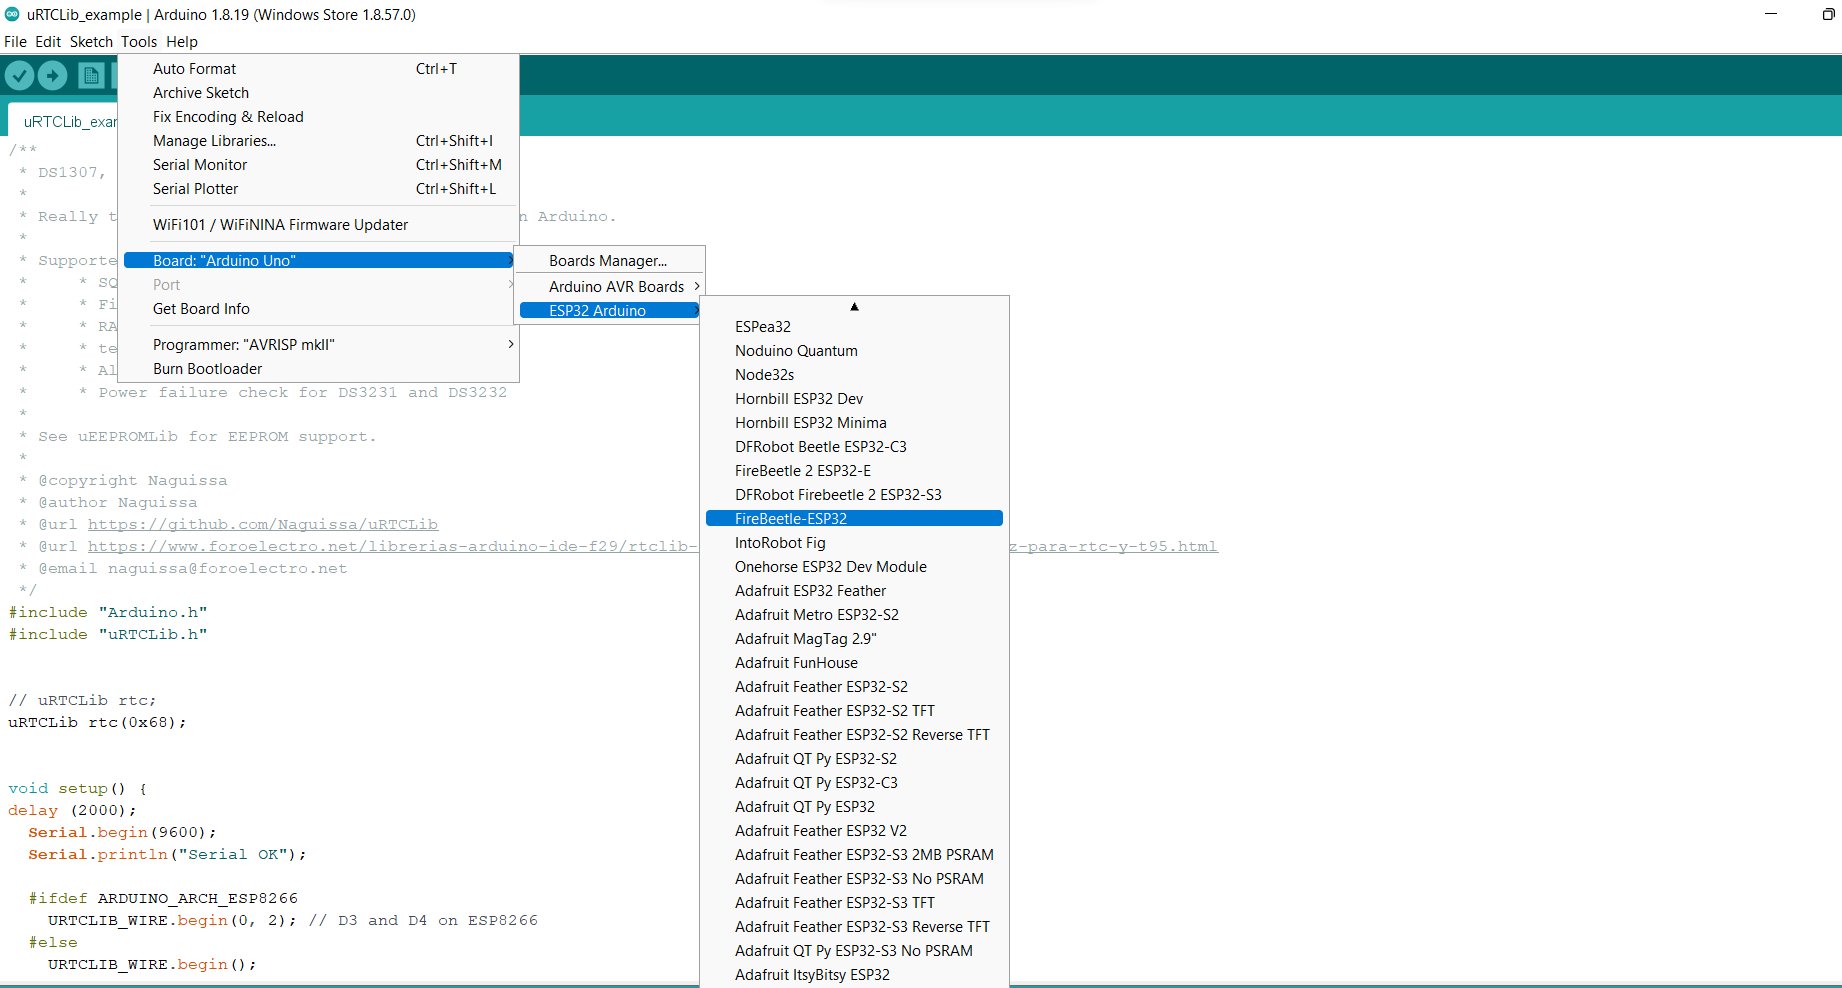 uRTCLib_example | Arduino 1.8.19 (Windows Store 1.8.57.0)
File Edit Sketch Tools Help
uRTCLib_exam
Auto Format Ctrl+T
Archive Sketch
Fix Encoding & Reload
Manage Libraries... Ctrl+Shift+I
Serial Monitor Ctrl+Shift+M
Serial Plotter Ctrl+Shift+L
WiFi101 / WiFiNINA Firmware Updater
Board: "Arduino Uno"
Port
Get Board Info
Programmer: "AVRISP mkII"
Burn Bootloader
Boards Manager...
Arduino AVR Boards
ESP32 Arduino
ESPea32
Noduino Quantum
Node32s
Hornbill ESP32 Dev
Hornbill ESP32 Minima
DFRobot Beetle ESP32-C3
FireBeetle 2 ESP32-E
DFRobot Firebeetle 2 ESP32-S3
FireBeetle-ESP32
IntoRobot Fig
Onehorse ESP32 Dev Module
Adafruit ESP32 Feather
Adafruit Metro ESP32-S2
Adafruit MagTag 2.9"
Adafruit FunHouse
Adafruit Feather ESP32-S2
Adafruit Feather ESP32-S2 TFT
Adafruit Feather ESP32-S2 Reverse TFT
Adafruit QT Py ESP32-S2
Adafruit QT Py ESP32-C3
Adafruit QT Py ESP32
Adafruit Feather ESP32 V2
Adafruit Feather ESP32-S3 2MB PSRAM
Adafruit Feather ESP32-S3 No PSRAM
Adafruit Feather ESP32-S3 TFT
Adafruit Feather ESP32-S3 Reverse TFT
Adafruit QT Py ESP32-S3 No PSRAM
Adafruit ItsyBitsy ESP32
/**
* DS1307,
*
* Really t n Arduino.
*
* Supporte
* * SQ
* * Fi
* * RA
* * te
* * Al
* * Power failure check for DS3231 and DS3232
*
* See uEEPROMLib for EEPROM support.
*
* @copyright Naguissa
* @author Naguissa
* @url https://github.com/Naguissa/uRTCLib
* @url https://www.foroelectro.net/librerias-arduino-ide-f29/rtclib- z-para-rtc-y-t95.html
* @email naguissa@foroelectro.net
*/
#include "Arduino.h"
#include "uRTCLib.h"
// uRTCLib rtc;
uRTCLib rtc(0x68);
void setup() {
delay (2000);
Serial.begin(9600);
Serial.println("Serial OK");
#ifdef ARDUINO_ARCH_ESP8266
URTCLIB_WIRE.begin(0, 2); // D3 and D4 on ESP8266
#else
URTCLIB_WIRE.begin();